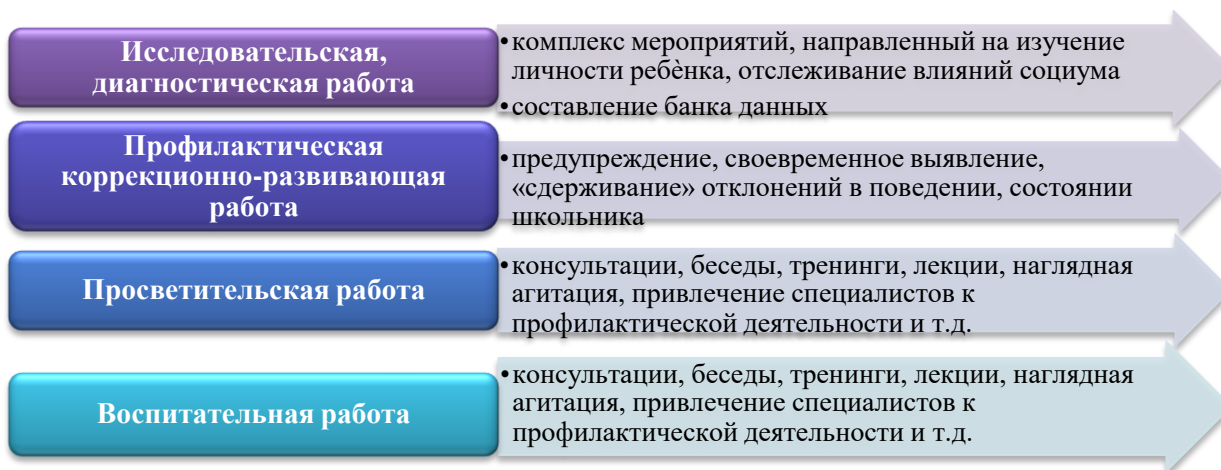 Исследовательская,
диагностическая работа
•комплекс мероприятий, направленный на изучение
личности ребѐнка, отслеживание влияний социума
•составление банка данных
Профилактическая
коррекционно-развивающая
работа
•предупреждение, своевременное выявление,
«сдерживание» отклонений в поведении, состоянии
школьника
Просветительская работа
•консультации, беседы, тренинги, лекции, наглядная
агитация, привлечение специалистов к
профилактической деятельности и т.д.
Воспитательная работа
•консультации, беседы, тренинги, лекции, наглядная
агитация, привлечение специалистов к
профилактической деятельности и т.д.